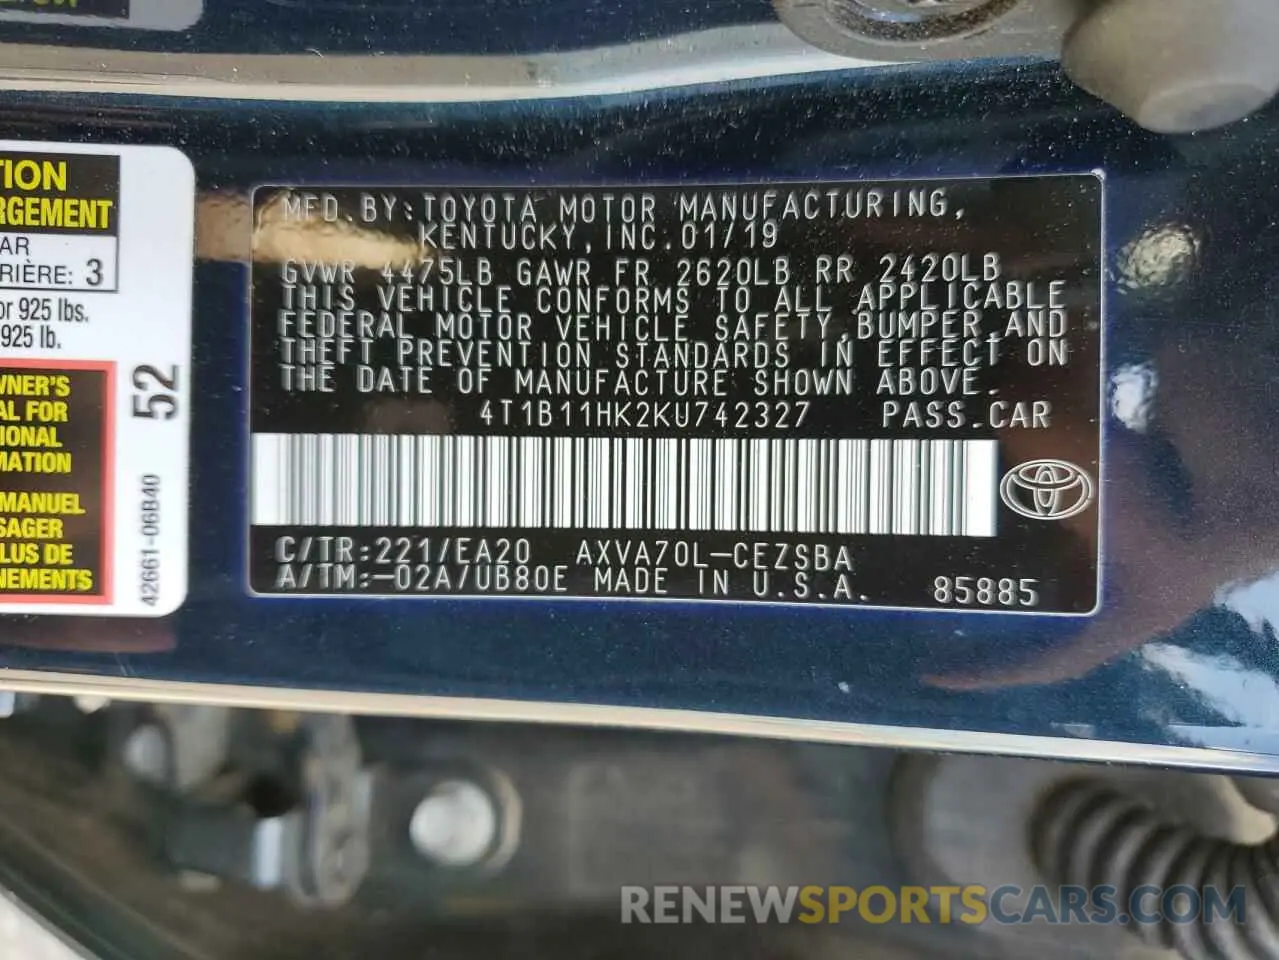 TION
RGEMENT
AR
RIÈRE: 3
or 925 lbs.
925 lb.
WNER'S
AL FOR
TIONAL
MATION
MANUEL
SAGER
LUS DE
NEMENTS
52
42661-06B40
MFD.BY:TOYOTA MOTOR MANUFACTURING,
KENTUCKY,INC.01/19
GVWR 4475LB GAWR FR 2620LB RR 2420LB
THIS VEHICLE CONFORMS TO ALL APPLICABLE
FEDERAL MOTOR VEHICLE SAFETY,BUMPER,AND
THEFT PREVENTION STANDARDS IN EFFECT ON
THE DATE OF MANUFACTURE SHOWN ABOVE.
4T1B11HK2KU742327 PASS.CAR
C/TR:221/EA20 AXVA70L-CEZSBA
A/TM:-02A/UB80E MADE IN U.S.A. 85885
RENEWSPORTSCARS.COM